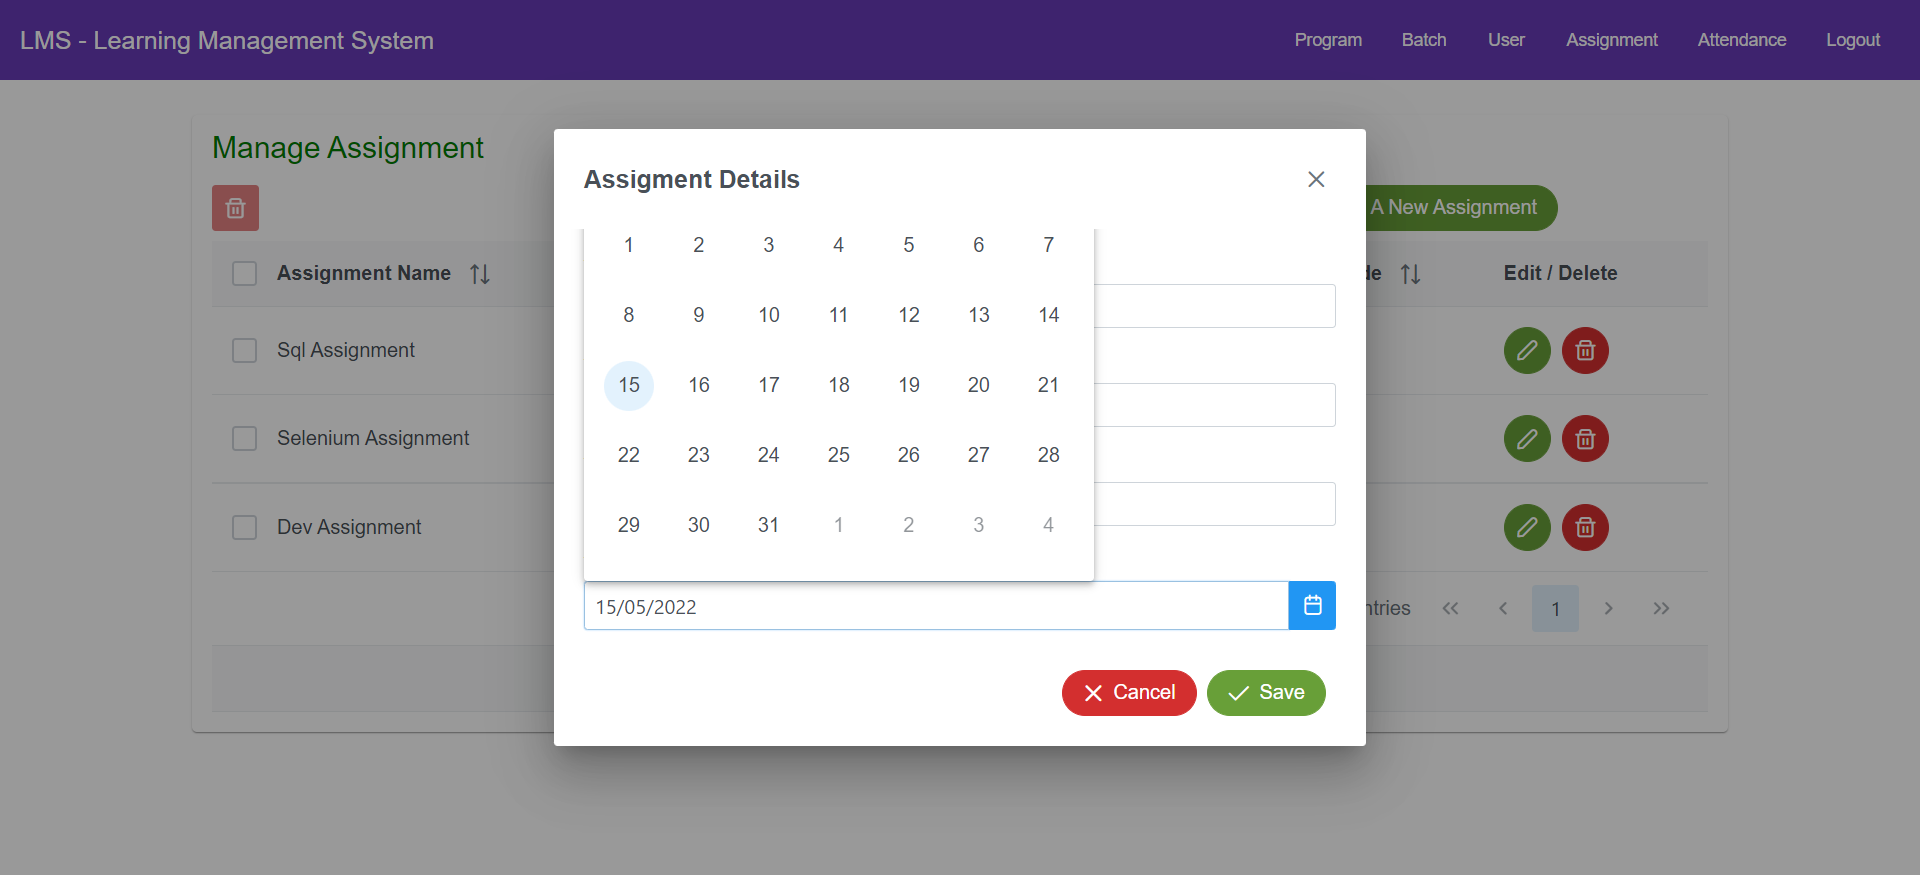 LMS - Learning Management System
Program Batch User Assignment Attendance Logout
Manage Assignment
A New Assignment
Assignment Name
Edit / Delete
Sql Assignment
Selenium Assignment
Dev Assignment
1
Assigment Details
1 2 3 4 5 6 7
8 9 10 11 12 13 14
15 16 17 18 19 20 21
22 23 24 25 26 27 28
29 30 31 1 2 3 4
15/05/2022
Cancel Save